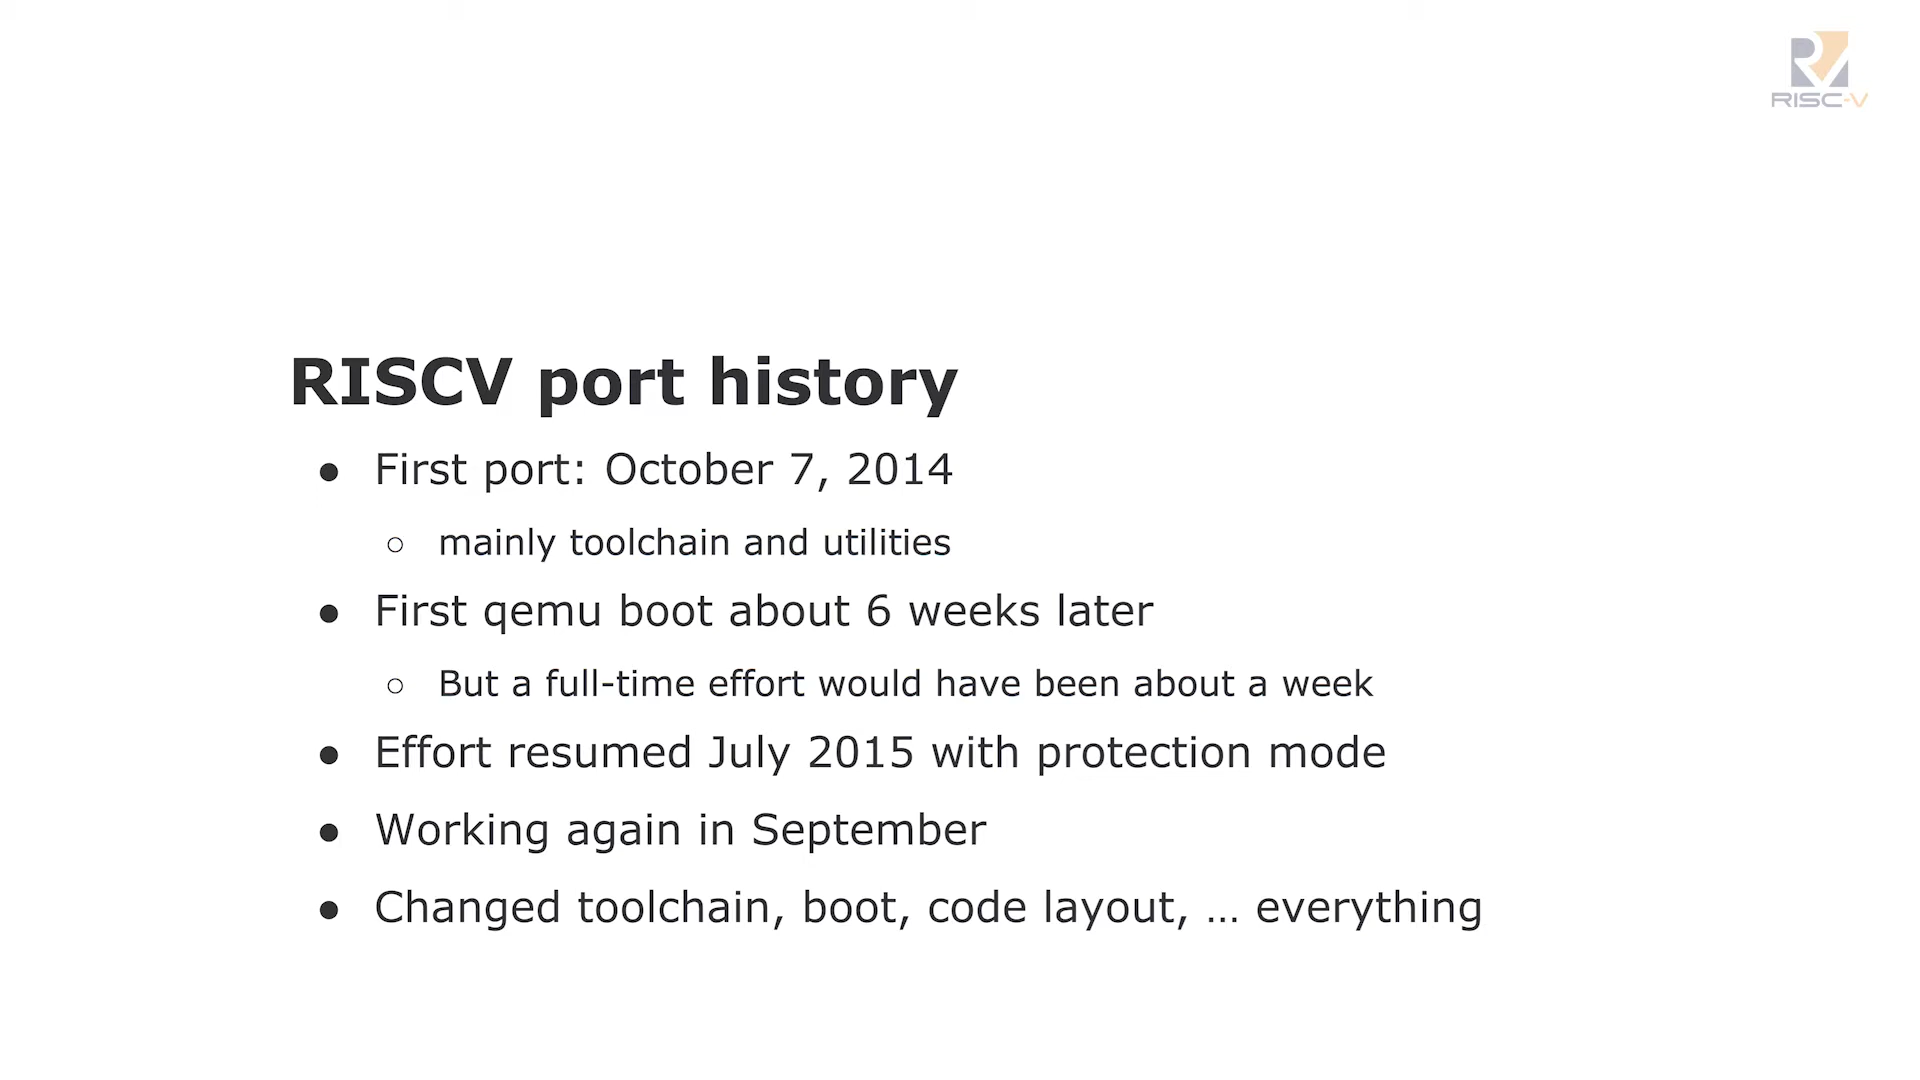 RISC-V
RISCV port history
● First port: October 7, 2014
○ mainly toolchain and utilities
● First qemu boot about 6 weeks later
○ But a full-time effort would have been about a week
● Effort resumed July 2015 with protection mode
● Working again in September
● Changed toolchain, boot, code layout, … everything